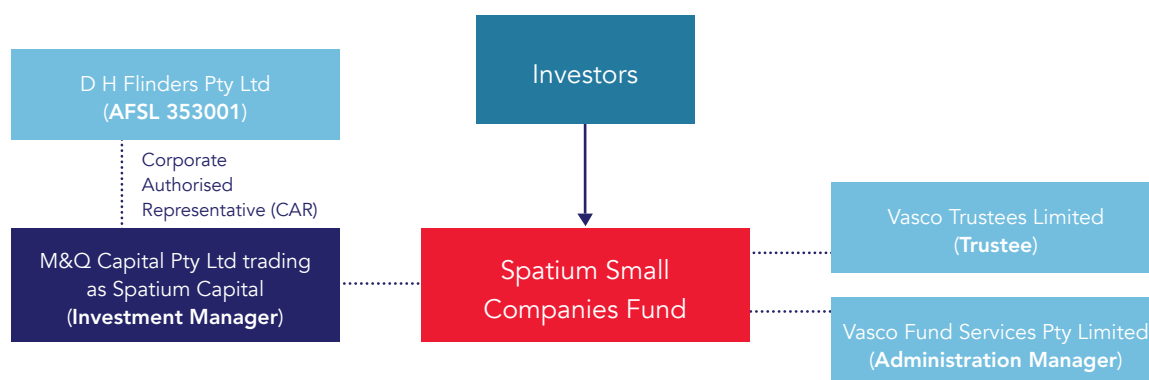 D H Flinders Pty Ltd
(AFSL 353001)
Investors
Corporate
Authorised
Representative (CAR)
M&Q Capital Pty Ltd trading
as Spatium Capital
(Investment Manager)
Spatium Small
Companies Fund
Vasco Trustees Limited
(Trustee)
Vasco Fund Services Pty Limited
(Administration Manager)